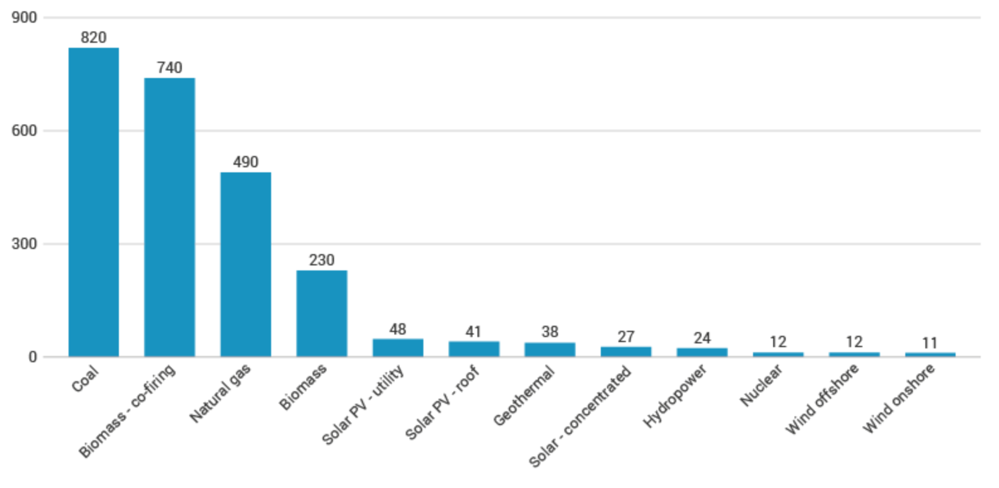 900
820
740
600
490
300
230
48
41
38
27
24
12
12
11
0
Coal
Biomass - co-firing
Natural gas
Biomass
Solar PV - utility
Solar PV - roof
Geothermal
Solar - concentrated
Hydropower
Nuclear
Wind offshore
Wind onshore